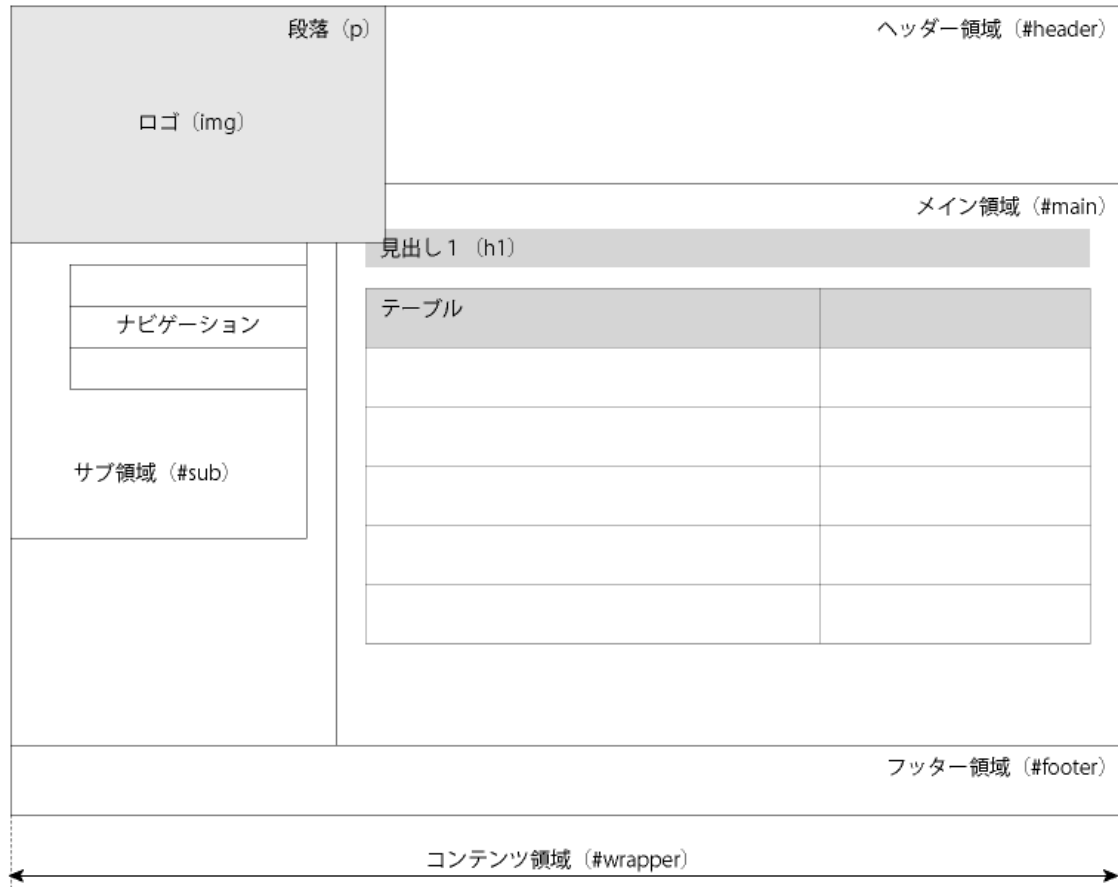 段落（p）
ヘッダー領域（#header）
ロゴ（img）
メイン領域（#main）
見出し１（h1）
テーブル
ナビゲーション
サブ領域（#sub）
フッター領域（#footer）
コンテンツ領域（#wrapper）